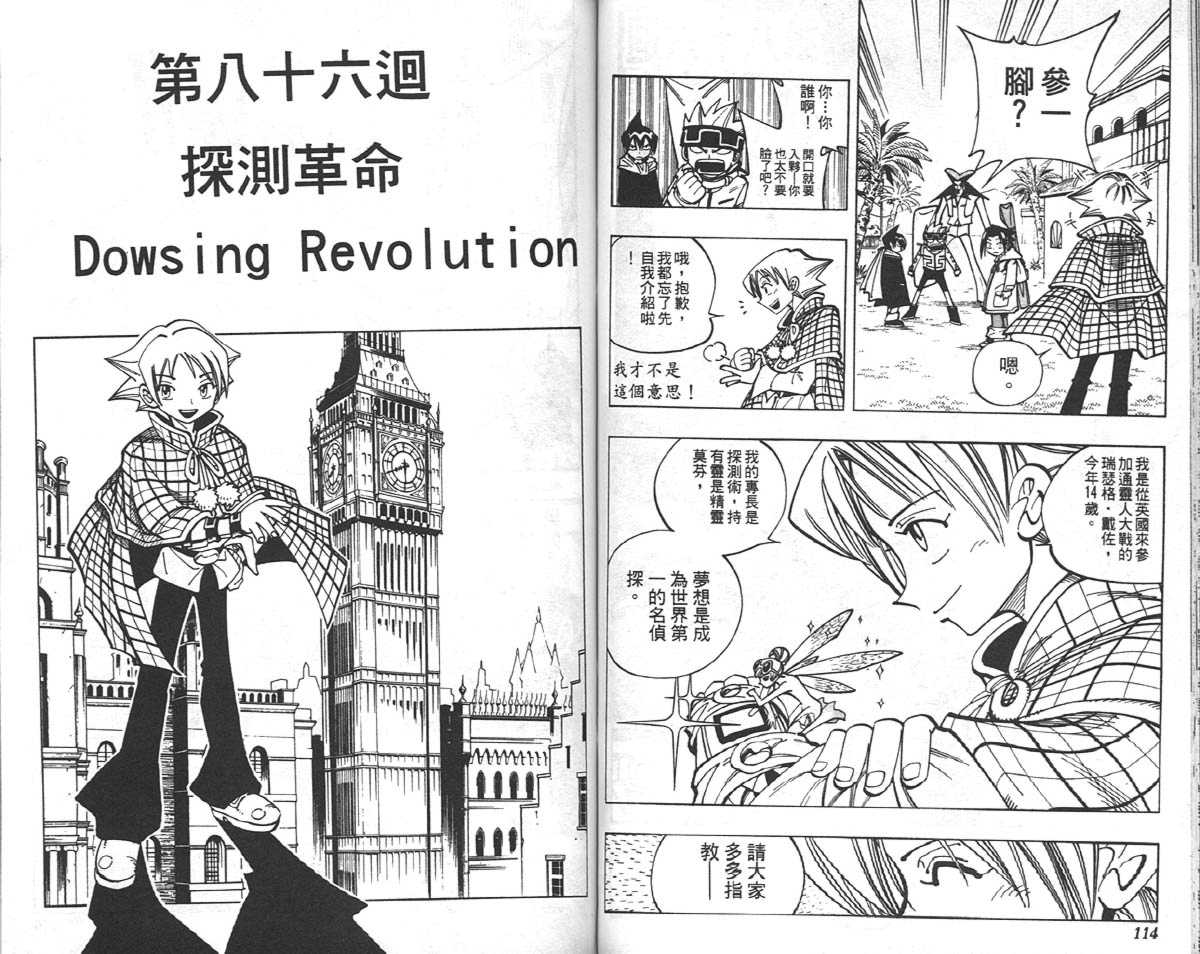 參一
腳？
嗯。
你…你
誰啊！
開口就要
入夥—你
也太不要
臉了吧？
哦，抱歉，
我都忘了先
自我介紹啦
！
我才不是
這個意思！
我是從英國來參
加通靈人大戰的
瑞瑟格·戴佐，
今年14歲。
我的專長是
探測術，持
有靈是精靈
莫芬，
夢想是成
為世界第
一的名偵
探。
請大家
多多指
教—
114
第八十六迴
探測革命
Dowsing Revolution